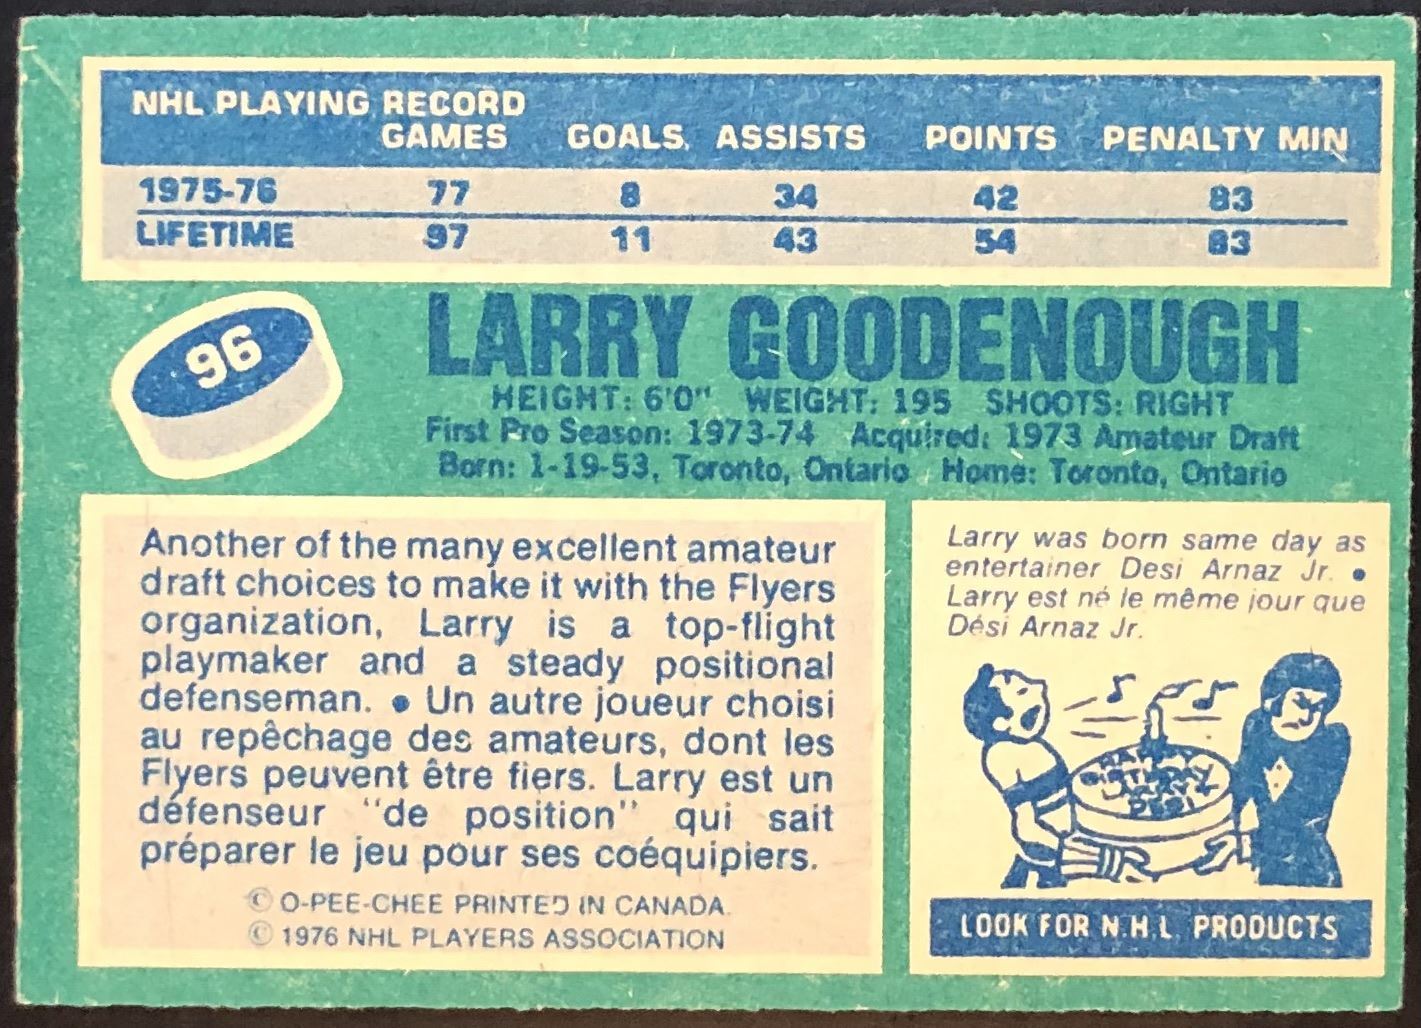 NHL PLAYING RECORD
GAMES GOALS ASSISTS POINTS PENALTY MIN
1975-76 77 8 34 42 83
LIFETIME 97 11 43 54 83
96
LARRY GOODENOUGH
HEIGHT: 6'0" WEIGHT: 195 SHOOTS: RIGHT
First Pro Season: 1973-74 Acquired: 1973 Amateur Draft
Born: 1-19-53, Toronto, Ontario Home: Toronto, Ontario
Another of the many excellent amateur
draft choices to make it with the Flyers
organization, Larry is a top-flight
playmaker and a steady positional
defenseman. • Un autre joueur choisi
au repêchage des amateurs, dont les
Flyers peuvent être fiers. Larry est un
défenseur "de position" qui sait
préparer le jeu pour ses coéquipiers.
© O-PEE-CHEE PRINTED IN CANADA.
© 1976 NHL PLAYERS ASSOCIATION
Larry was born same day as
entertainer Desi Arnaz Jr. •
Larry est né le même jour que
Dési Arnaz Jr.
HAPPY
BIRTHDAY
LARRY &
DESI
LOOK FOR N.H.L. PRODUCTS